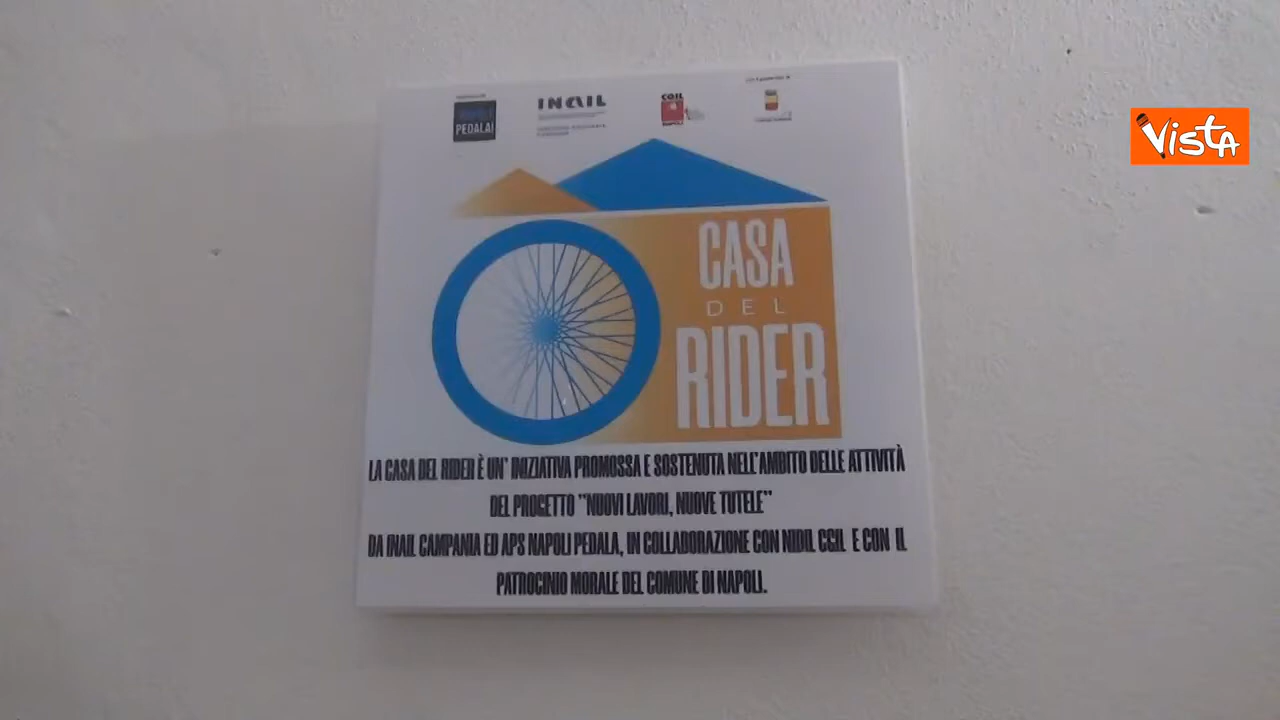 PEDALA!
INAIL
CGIL
NAPOLI
Vista
CASA
DEL
RIDER
LA CASA DEL RIDER È UN' INIZIATIVA PROMOSSA E SOSTENUTA NELL'AMBITO DELLE ATTIVITÀ
DEL PROGETTO "NUOVI LAVORI, NUOVE TUTELE"
DA INAIL CAMPANIA ED APS NAPOLI PEDALA, IN COLLABORAZIONE CON NIDIL CGIL E CON IL
PATROCINIO MORALE DEL COMUNE DI NAPOLI.